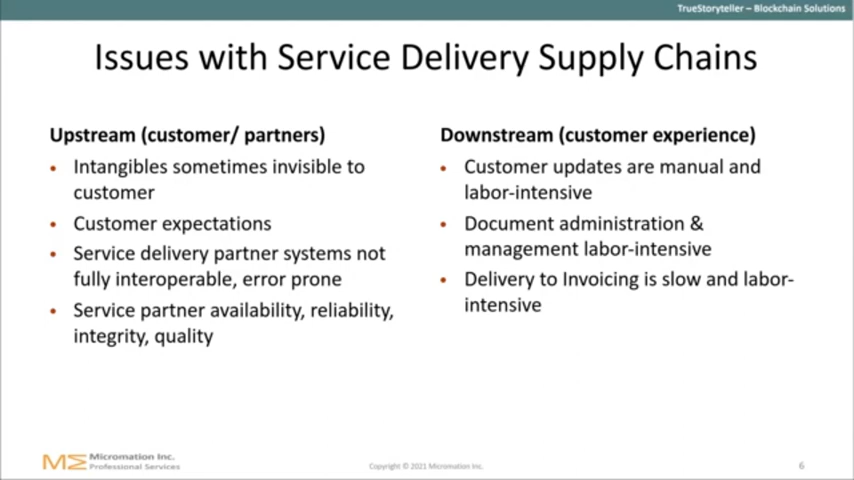 TrueStoryteller – Blockchain Solutions
Issues with Service Delivery Supply Chains
Upstream (customer/ partners)
• Intangibles sometimes invisible to
customer
• Customer expectations
• Service delivery partner systems not
fully interoperable, error prone
• Service partner availability, reliability,
integrity, quality
Downstream (customer experience)
• Customer updates are manual and
labor-intensive
• Document administration &
management labor-intensive
• Delivery to Invoicing is slow and labor-
intensive
Micromation Inc.
Professional Services
Copyright © 2021 Micromation Inc.
6